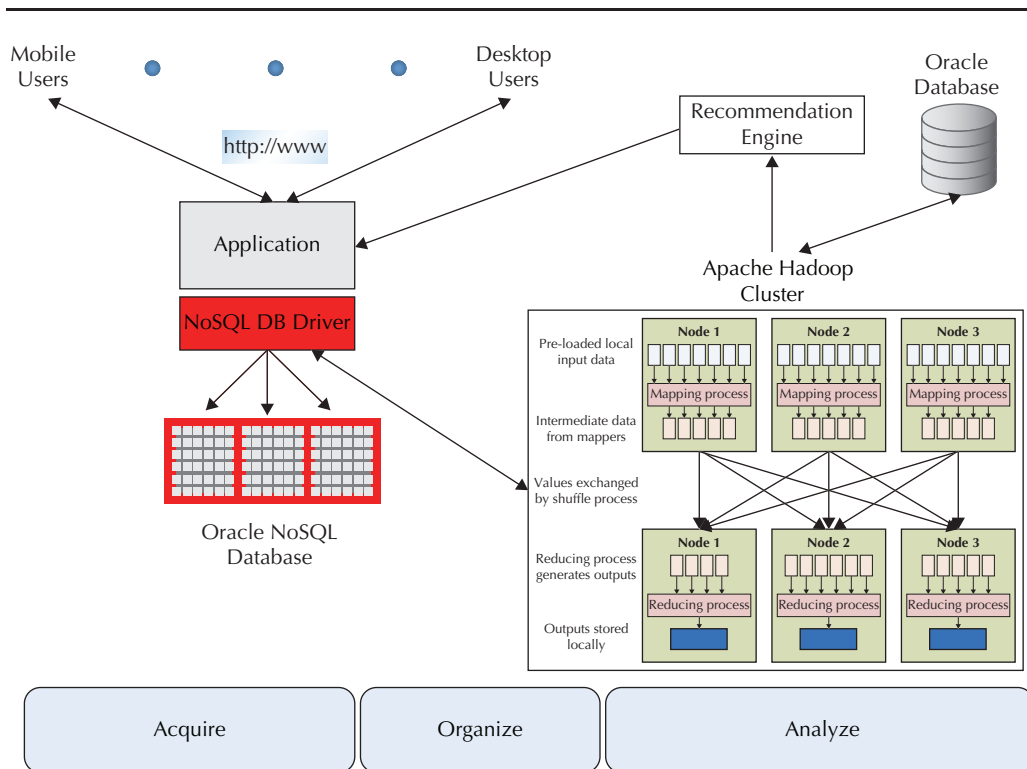 Mobile
Users
Desktop
Users
http://www
Application
NoSQL DB Driver
Oracle NoSQL
Database
Recommendation
Engine
Oracle
Database
Apache Hadoop
Cluster
Node 1
Node 2
Node 3
Pre-loaded local
input data
Mapping process
Mapping process
Mapping process
Intermediate data
from mappers
Values exchanged
by shuffle process
Node 1
Node 2
Node 3
Reducing process
generates outputs
Reducing process
Reducing process
Reducing process
Outputs stored
locally
Acquire
Organize
Analyze